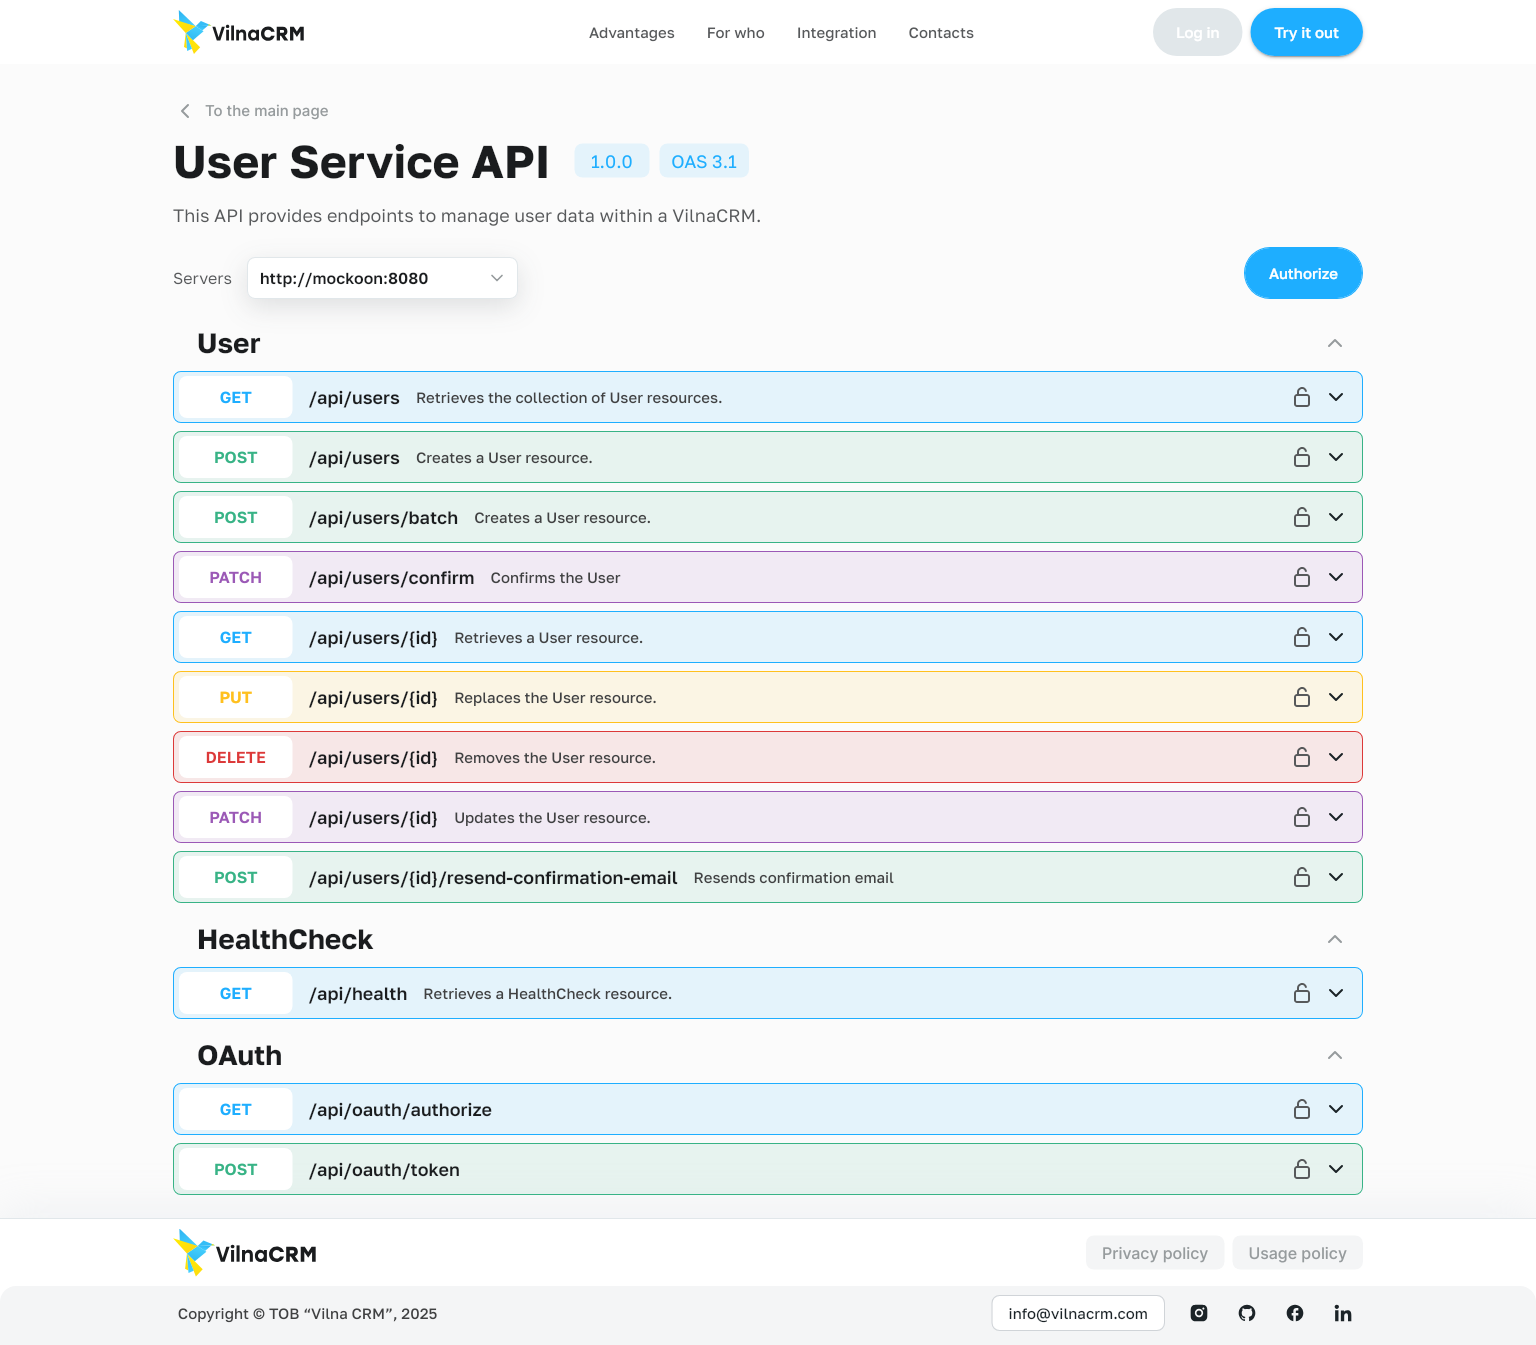 VilnaCRM
Advantages For who Integration Contacts
Log in Try it out
To the main page
User Service API 1.0.0 OAS 3.1
This API provides endpoints to manage user data within a VilnaCRM.
Servers http://mockoon:8080
Authorize
User
GET /api/users Retrieves the collection of User resources.
POST /api/users Creates a User resource.
POST /api/users/batch Creates a User resource.
PATCH /api/users/confirm Confirms the User
GET /api/users/{id} Retrieves a User resource.
PUT /api/users/{id} Replaces the User resource.
DELETE /api/users/{id} Removes the User resource.
PATCH /api/users/{id} Updates the User resource.
POST /api/users/{id}/resend-confirmation-email Resends confirmation email
HealthCheck
GET /api/health Retrieves a HealthCheck resource.
OAuth
GET /api/oauth/authorize
POST /api/oauth/token
VilnaCRM
Privacy policy Usage policy
Copyright © ТОВ “Vilna CRM”, 2025
info@vilnacrm.com